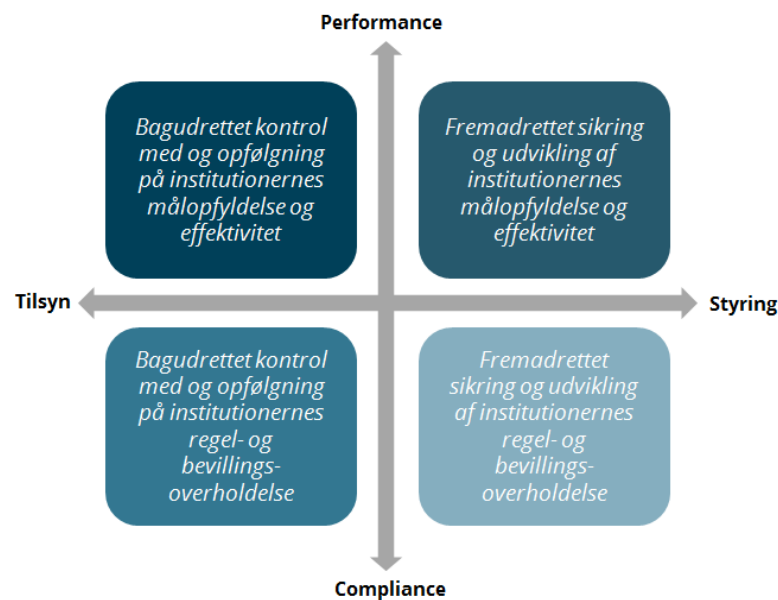 Performance
Bagudrettet kontrol
med og opfølgning
på institutionernes
målopfyldelse og
effektivitet
Fremadrettet sikring
og udvikling af
institutionernes
målopfyldelse og
effektivitet
Tilsyn
Styring
Bagudrettet kontrol
med og opfølgning
på institutionernes
regel- og
bevillings-
overholdelse
Fremadrettet
sikring og udvikling
af institutionernes
regel- og
bevillings-
overholdelse
Compliance